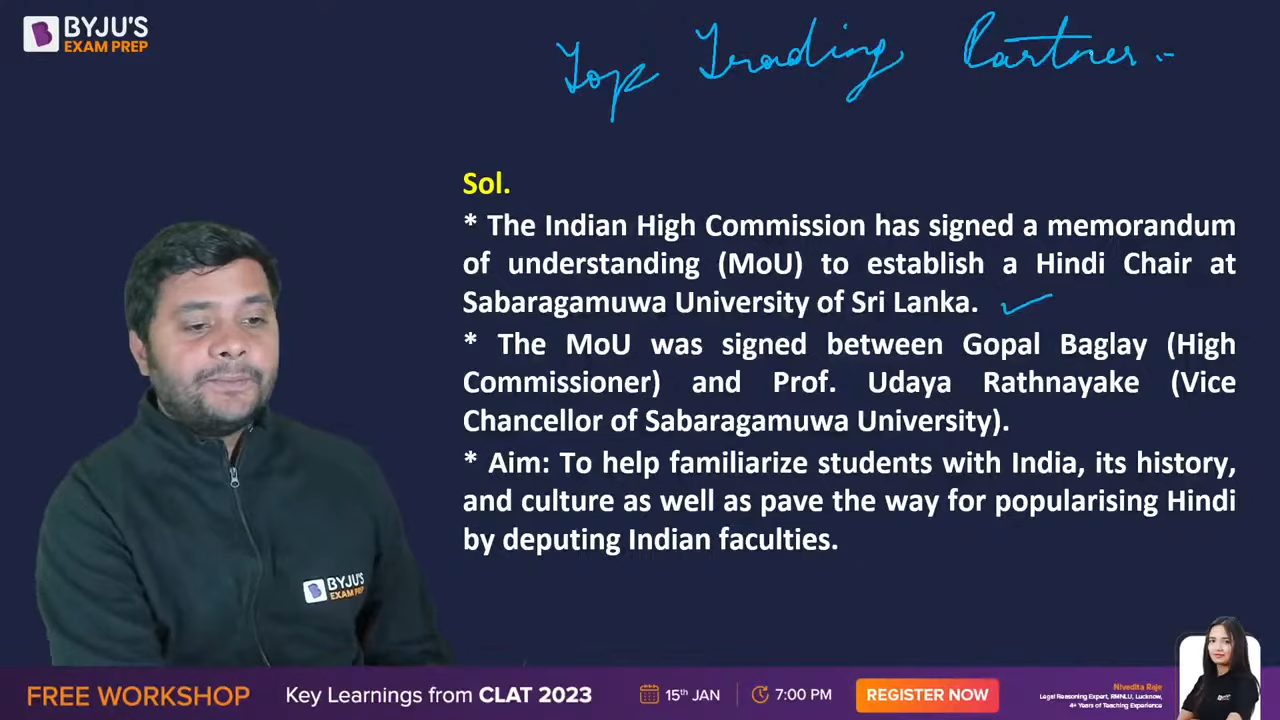 BYJU'S
EXAM PREP
Top Trading Partner :-
Sol.
* The Indian High Commission has signed a memorandum
of understanding (MoU) to establish a Hindi Chair at
Sabaragamuwa University of Sri Lanka.
* The MoU was signed between Gopal Baglay (High
Commissioner) and Prof. Udaya Rathnayake (Vice
Chancellor of Sabaragamuwa University).
* Aim: To help familiarize students with India, its history,
and culture as well as pave the way for popularising Hindi
by deputing Indian faculties.
BYJU'S
EXAM PREP
FREE WORKSHOP
Key Learnings from CLAT 2023
15th JAN
7:00 PM
REGISTER NOW
Nivedita Raje
Legal Reasoning Expert, RMNLU, Lucknow,
4+ Years of Teaching Experience